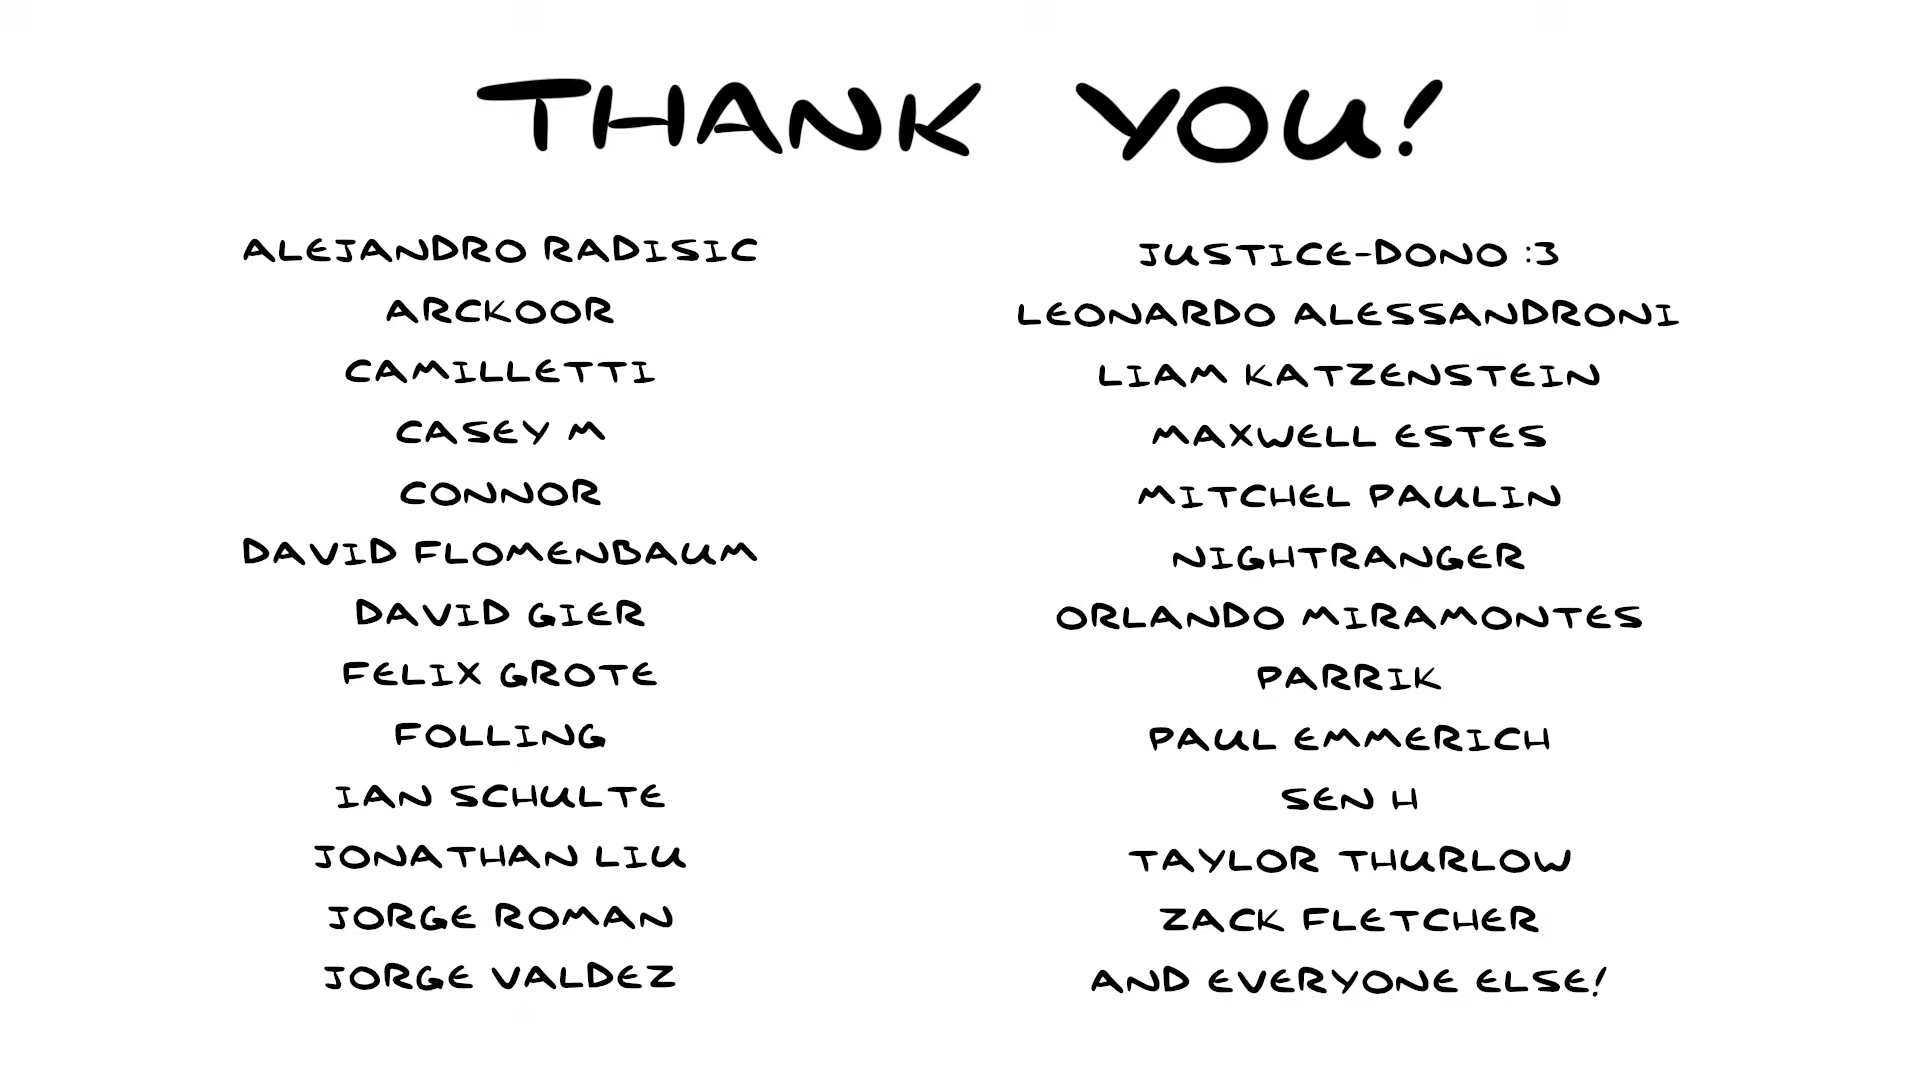 THANK YOU!
ALEJANDRO RADISIC
ARCKOOR
CAMILLETTI
CASEY M
CONNOR
DAVID FLOMENBAUM
DAVID GIER
FELIX GROTE
FOLLING
IAN SCHULTE
JONATHAN LIU
JORGE ROMAN
JORGE VALDEZ
JUSTICE-DONO :3
LEONARDO ALESSANDRONI
LIAM KATZENSTEIN
MAXWELL ESTES
MITCHEL PAULIN
NIGHTRANGER
ORLANDO MIRAMONTES
PARRIK
PAUL EMMERICH
SEN H
TAYLOR THURLOW
ZACK FLETCHER
AND EVERYONE ELSE!